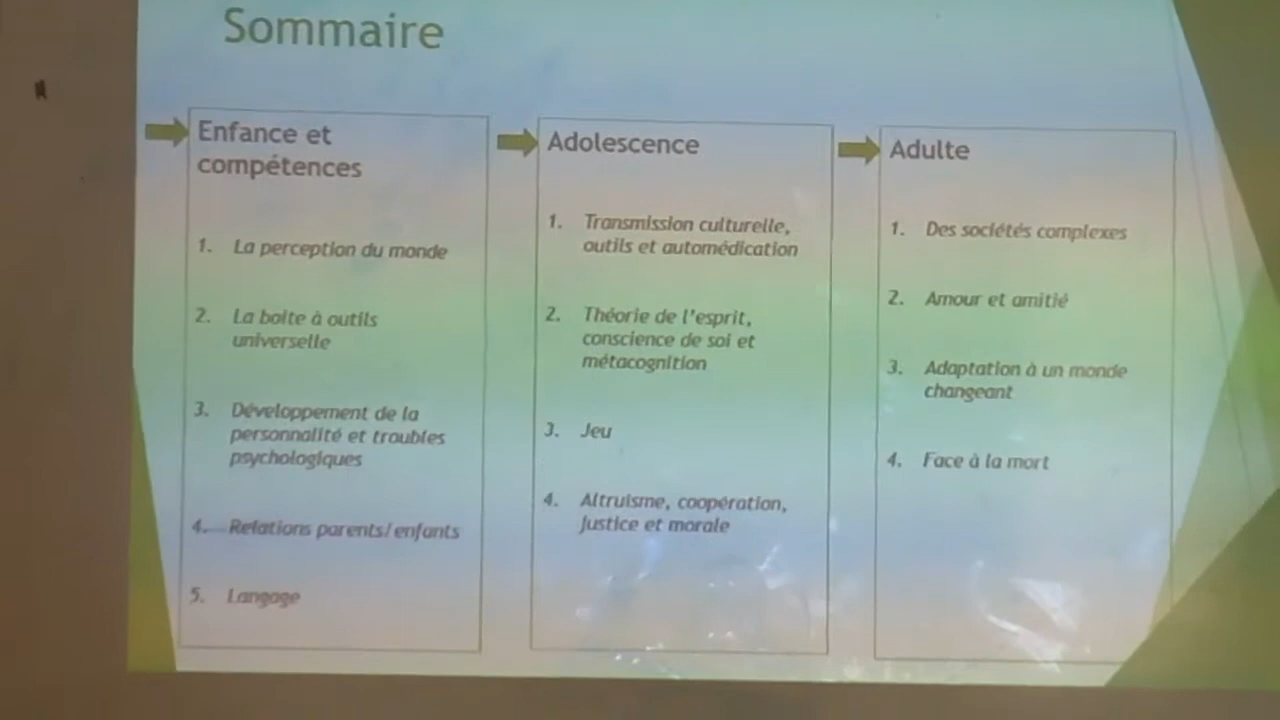 Sommaire
Enfance et
compétences
1. La perception du monde
2. La boite à outils
universelle
3. Développement de la
personnalité et troubles
psychologiques
4. Relations parents/enfants
5. Langage
Adolescence
1. Transmission culturelle,
outils et automédication
2. Théorie de l'esprit,
conscience de soi et
métacognition
3. Jeu
4. Altruisme, coopération,
Justice et morale
Adulte
1. Des sociétés complexes
2. Amour et amitié
3. Adaptation à un monde
changeant
4. Face à la mort